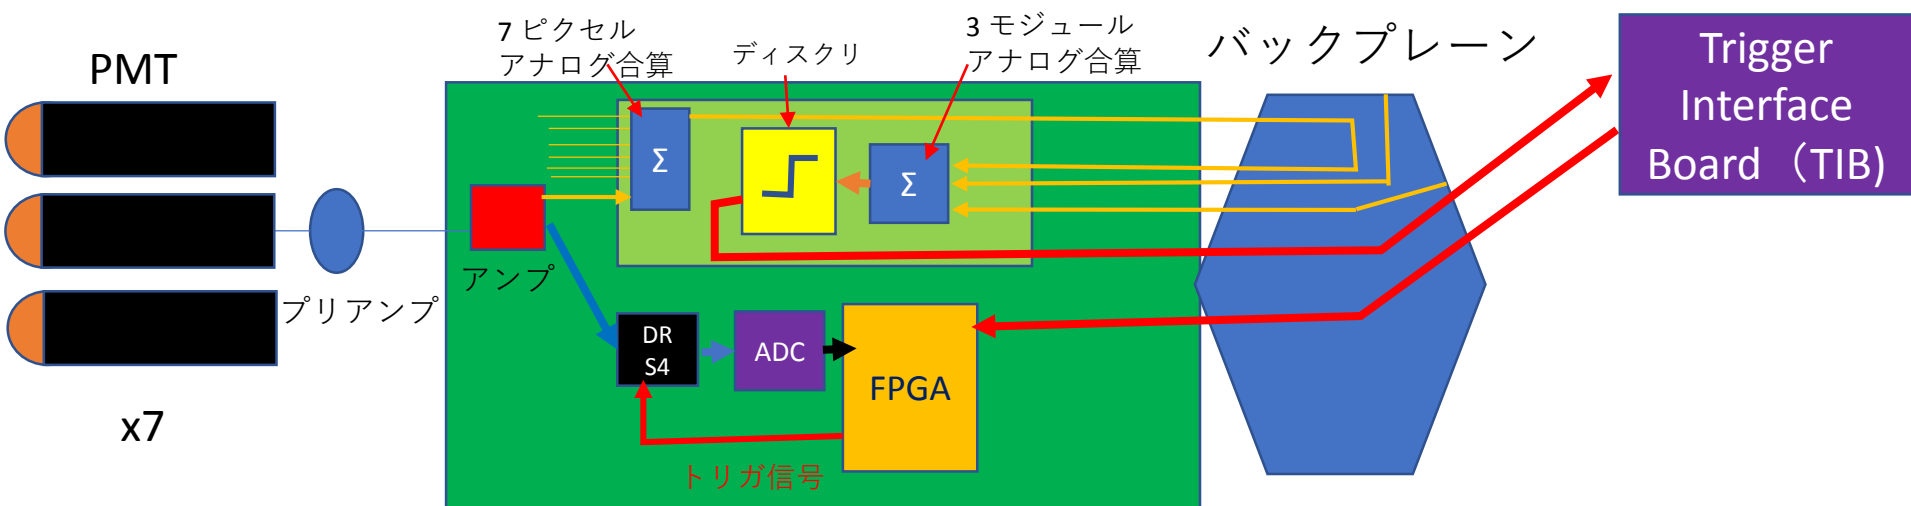 PMT
x7
プリアンプ
アンプ
7 ピクセル
アナログ合算
ディスクリ
3 モジュール
アナログ合算
Σ
Σ
DR
S4
ADC
FPGA
トリガ信号
バックプレーン
Trigger
Interface
Board （TIB)